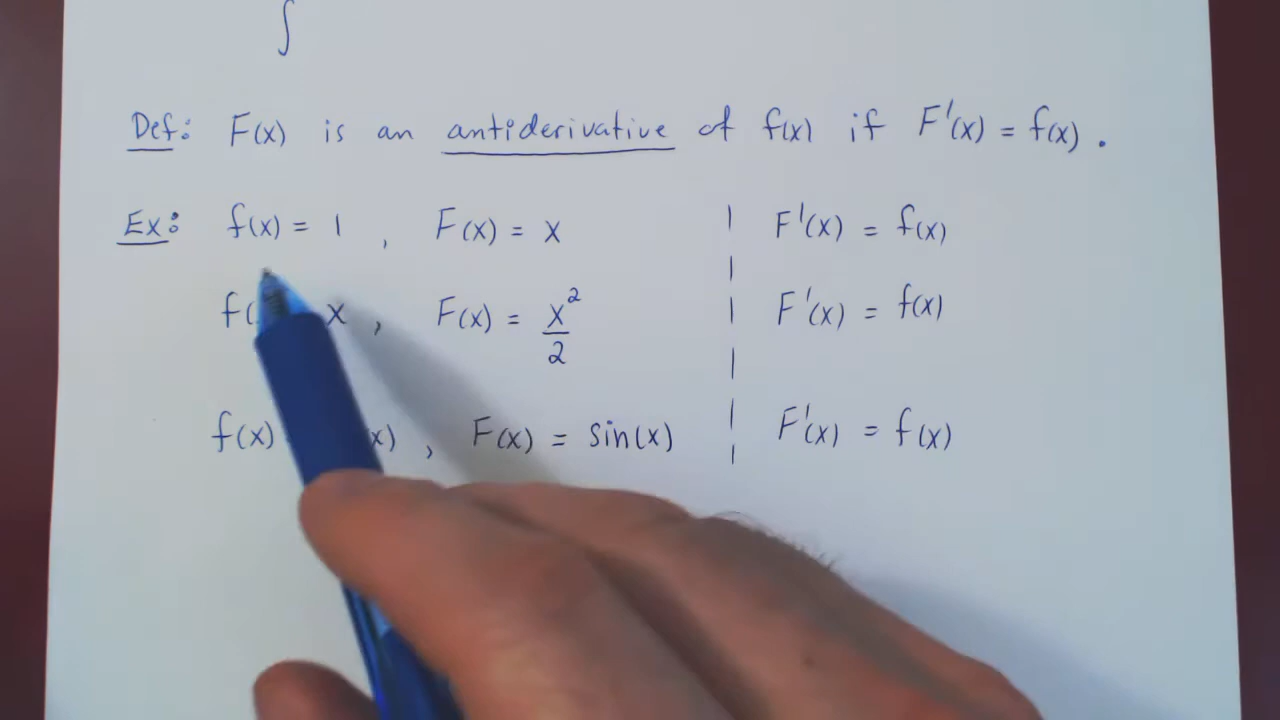 ∫
Def: F(x) is an antiderivative of f(x) if F'(x) = f(x).
Ex: f(x) = 1, F(x) = x | F'(x) = f(x)
f( x, F(x) = x²/2 | F'(x) = f(x)
f(x) x), F(x) = sin(x) | F'(x) = f(x)